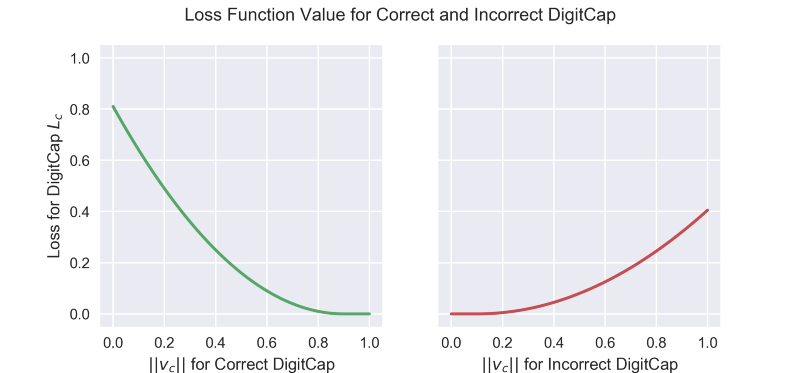 Loss Function Value for Correct and Incorrect DigitCap
Loss for DigitCap L_c
1.0
0.8
0.6
0.4
0.2
0.0
0.0 0.2 0.4 0.6 0.8 1.0
||v_c|| for Correct DigitCap
0.0 0.2 0.4 0.6 0.8 1.0
||v_c|| for Incorrect DigitCap